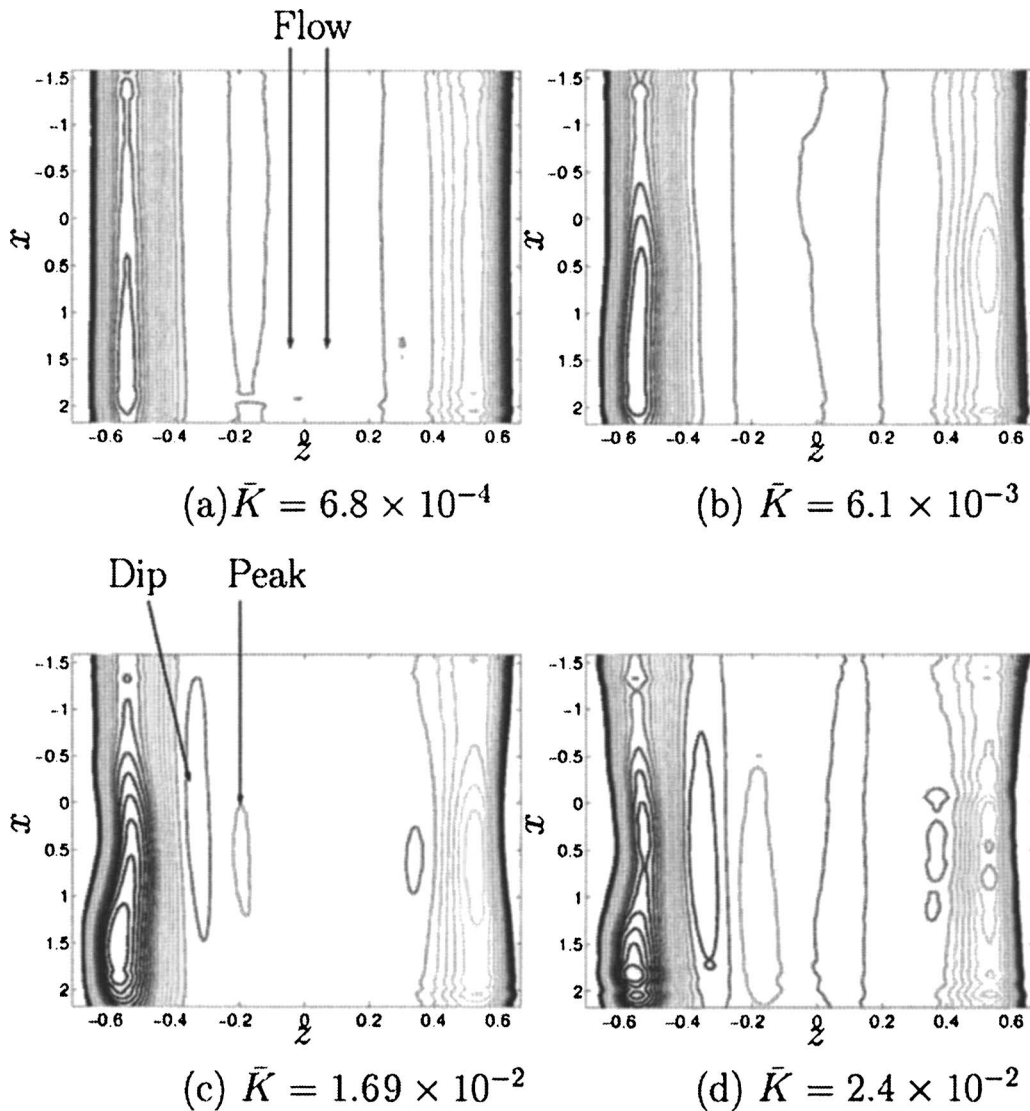 Flow
-1.5
-1
-0.5
0
0.5
1
1.5
2
x
-0.6 -0.4 -0.2 0 0.2 0.4 0.6
z
(a) K̄ = 6.8 × 10⁻⁴
-1.5
-1
-0.5
0
0.5
1
1.5
2
x
-0.6 -0.4 -0.2 0 0.2 0.4 0.6
z
(b) K̄ = 6.1 × 10⁻³
Dip Peak
-1.5
-1
-0.5
0
0.5
1
1.5
2
x
-0.6 -0.4 -0.2 0 0.2 0.4 0.6
z
(c) K̄ = 1.69 × 10⁻²
-1.5
-1
-0.5
0
0.5
1
1.5
2
x
-0.6 -0.4 -0.2 0 0.2 0.4 0.6
z
(d) K̄ = 2.4 × 10⁻²